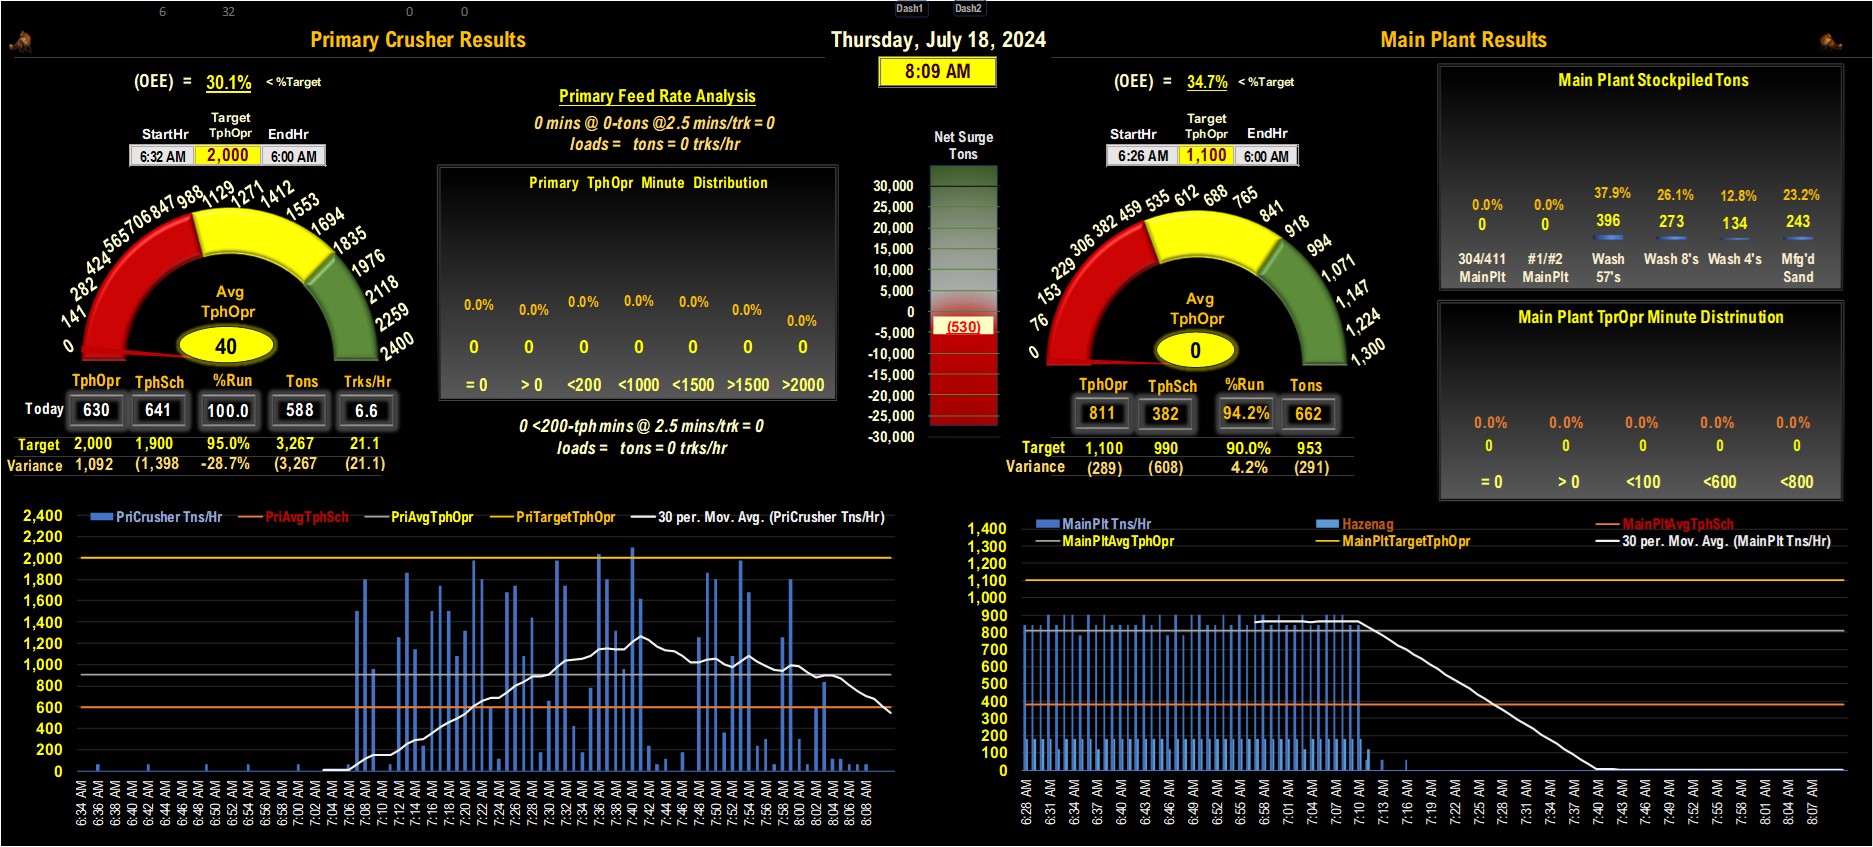 6 32 0 0 Dash1 Dash2
Primary Crusher Results
Thursday, July 18, 2024
Main Plant Results
8:09 AM
(OEE) = 30.1% < %Target
Target
StartHr TphOpr EndHr
6:32 AM 2,000 6:00 AM
0 141 282 424 565 706 847 988 1129 1271 1412 1553 1694 1835 1976 2118 2259 2400
Avg
TphOpr
40
TphOpr TphSch %Run Tons Trks/Hr
Today 630 641 100.0 588 6.6
Target 2,000 1,900 95.0% 3,267 21.1
Variance 1,092 (1,398 -28.7% (3,267 (21.1)
Primary Feed Rate Analysis
0 mins @ 0-tons @2.5 mins/trk = 0
loads = tons = 0 trks/hr
Primary TphOpr Minute Distribution
0.0% 0.0% 0.0% 0.0% 0.0% 0.0% 0.0%
0 0 0 0 0 0 0
= 0 > 0 <200 <1000 <1500 >1500 >2000
0 <200-tph mins @ 2.5 mins/trk = 0
loads = tons = 0 trks/hr
Net Surge
Tons
30,000
25,000
20,000
15,000
10,000
5,000
0
(530)
-5,000
-10,000
-15,000
-20,000
-25,000
-30,000
(OEE) = 34.7% < %Target
Target
StartHr TphOpr EndHr
6:26 AM 1,100 6:00 AM
0 76 153 229 306 382 459 535 612 688 765 841 918 994 1,071 1,147 1,224 1,300
Avg
TphOpr
0
TphOpr TphSch %Run Tons
811 382 94.2% 662
Target 1,100 990 90.0% 953
Variance (289) (608) 4.2% (291)
Main Plant Stockpiled Tons
0.0% 0.0% 37.9% 26.1% 12.8% 23.2%
0 0 396 273 134 243
304/411 #1/#2 Wash Wash 8's Wash 4's Mfg'd
MainPlt MainPlt 57's Sand
Main Plant TprOpr Minute Distrinution
0.0% 0.0% 0.0% 0.0% 0.0%
0 0 0 0 0
= 0 > 0 <100 <600 <800
PriCrusher Tns/Hr PriAvgTphSch PriAvgTphOpr PriTargetTphOpr 30 per. Mov. Avg. (PriCrusher Tns/Hr)
2,400
2,200
2,000
1,800
1,600
1,400
1,200
1,000
800
600
400
200
0
6:34 AM 6:36 AM 6:38 AM 6:40 AM 6:42 AM 6:44 AM 6:46 AM 6:48 AM 6:50 AM 6:52 AM 6:54 AM 6:56 AM 6:58 AM 7:00 AM 7:02 AM 7:04 AM 7:06 AM 7:08 AM 7:10 AM 7:12 AM 7:14 AM 7:16 AM 7:18 AM 7:20 AM 7:22 AM 7:24 AM 7:26 AM 7:28 AM 7:30 AM 7:32 AM 7:34 AM 7:36 AM 7:38 AM 7:40 AM 7:42 AM 7:44 AM 7:46 AM 7:48 AM 7:50 AM 7:52 AM 7:54 AM 7:56 AM 7:58 AM 8:00 AM 8:02 AM 8:04 AM 8:06 AM 8:08 AM
MainPlt Tns/Hr Hazenag MainPltAvgTphSch
MainPltAvgTphOpr MainPltTargetTphOpr 30 per. Mov. Avg. (MainPlt Tns/Hr)
1,400
1,300
1,200
1,100
1,000
900
800
700
600
500
400
300
200
100
0
6:28 AM 6:31 AM 6:34 AM 6:37 AM 6:40 AM 6:43 AM 6:46 AM 6:49 AM 6:52 AM 6:55 AM 6:58 AM 7:01 AM 7:04 AM 7:07 AM 7:10 AM 7:13 AM 7:16 AM 7:19 AM 7:22 AM 7:25 AM 7:28 AM 7:31 AM 7:34 AM 7:37 AM 7:40 AM 7:43 AM 7:46 AM 7:49 AM 7:52 AM 7:55 AM 7:58 AM 8:01 AM 8:04 AM 8:07 AM